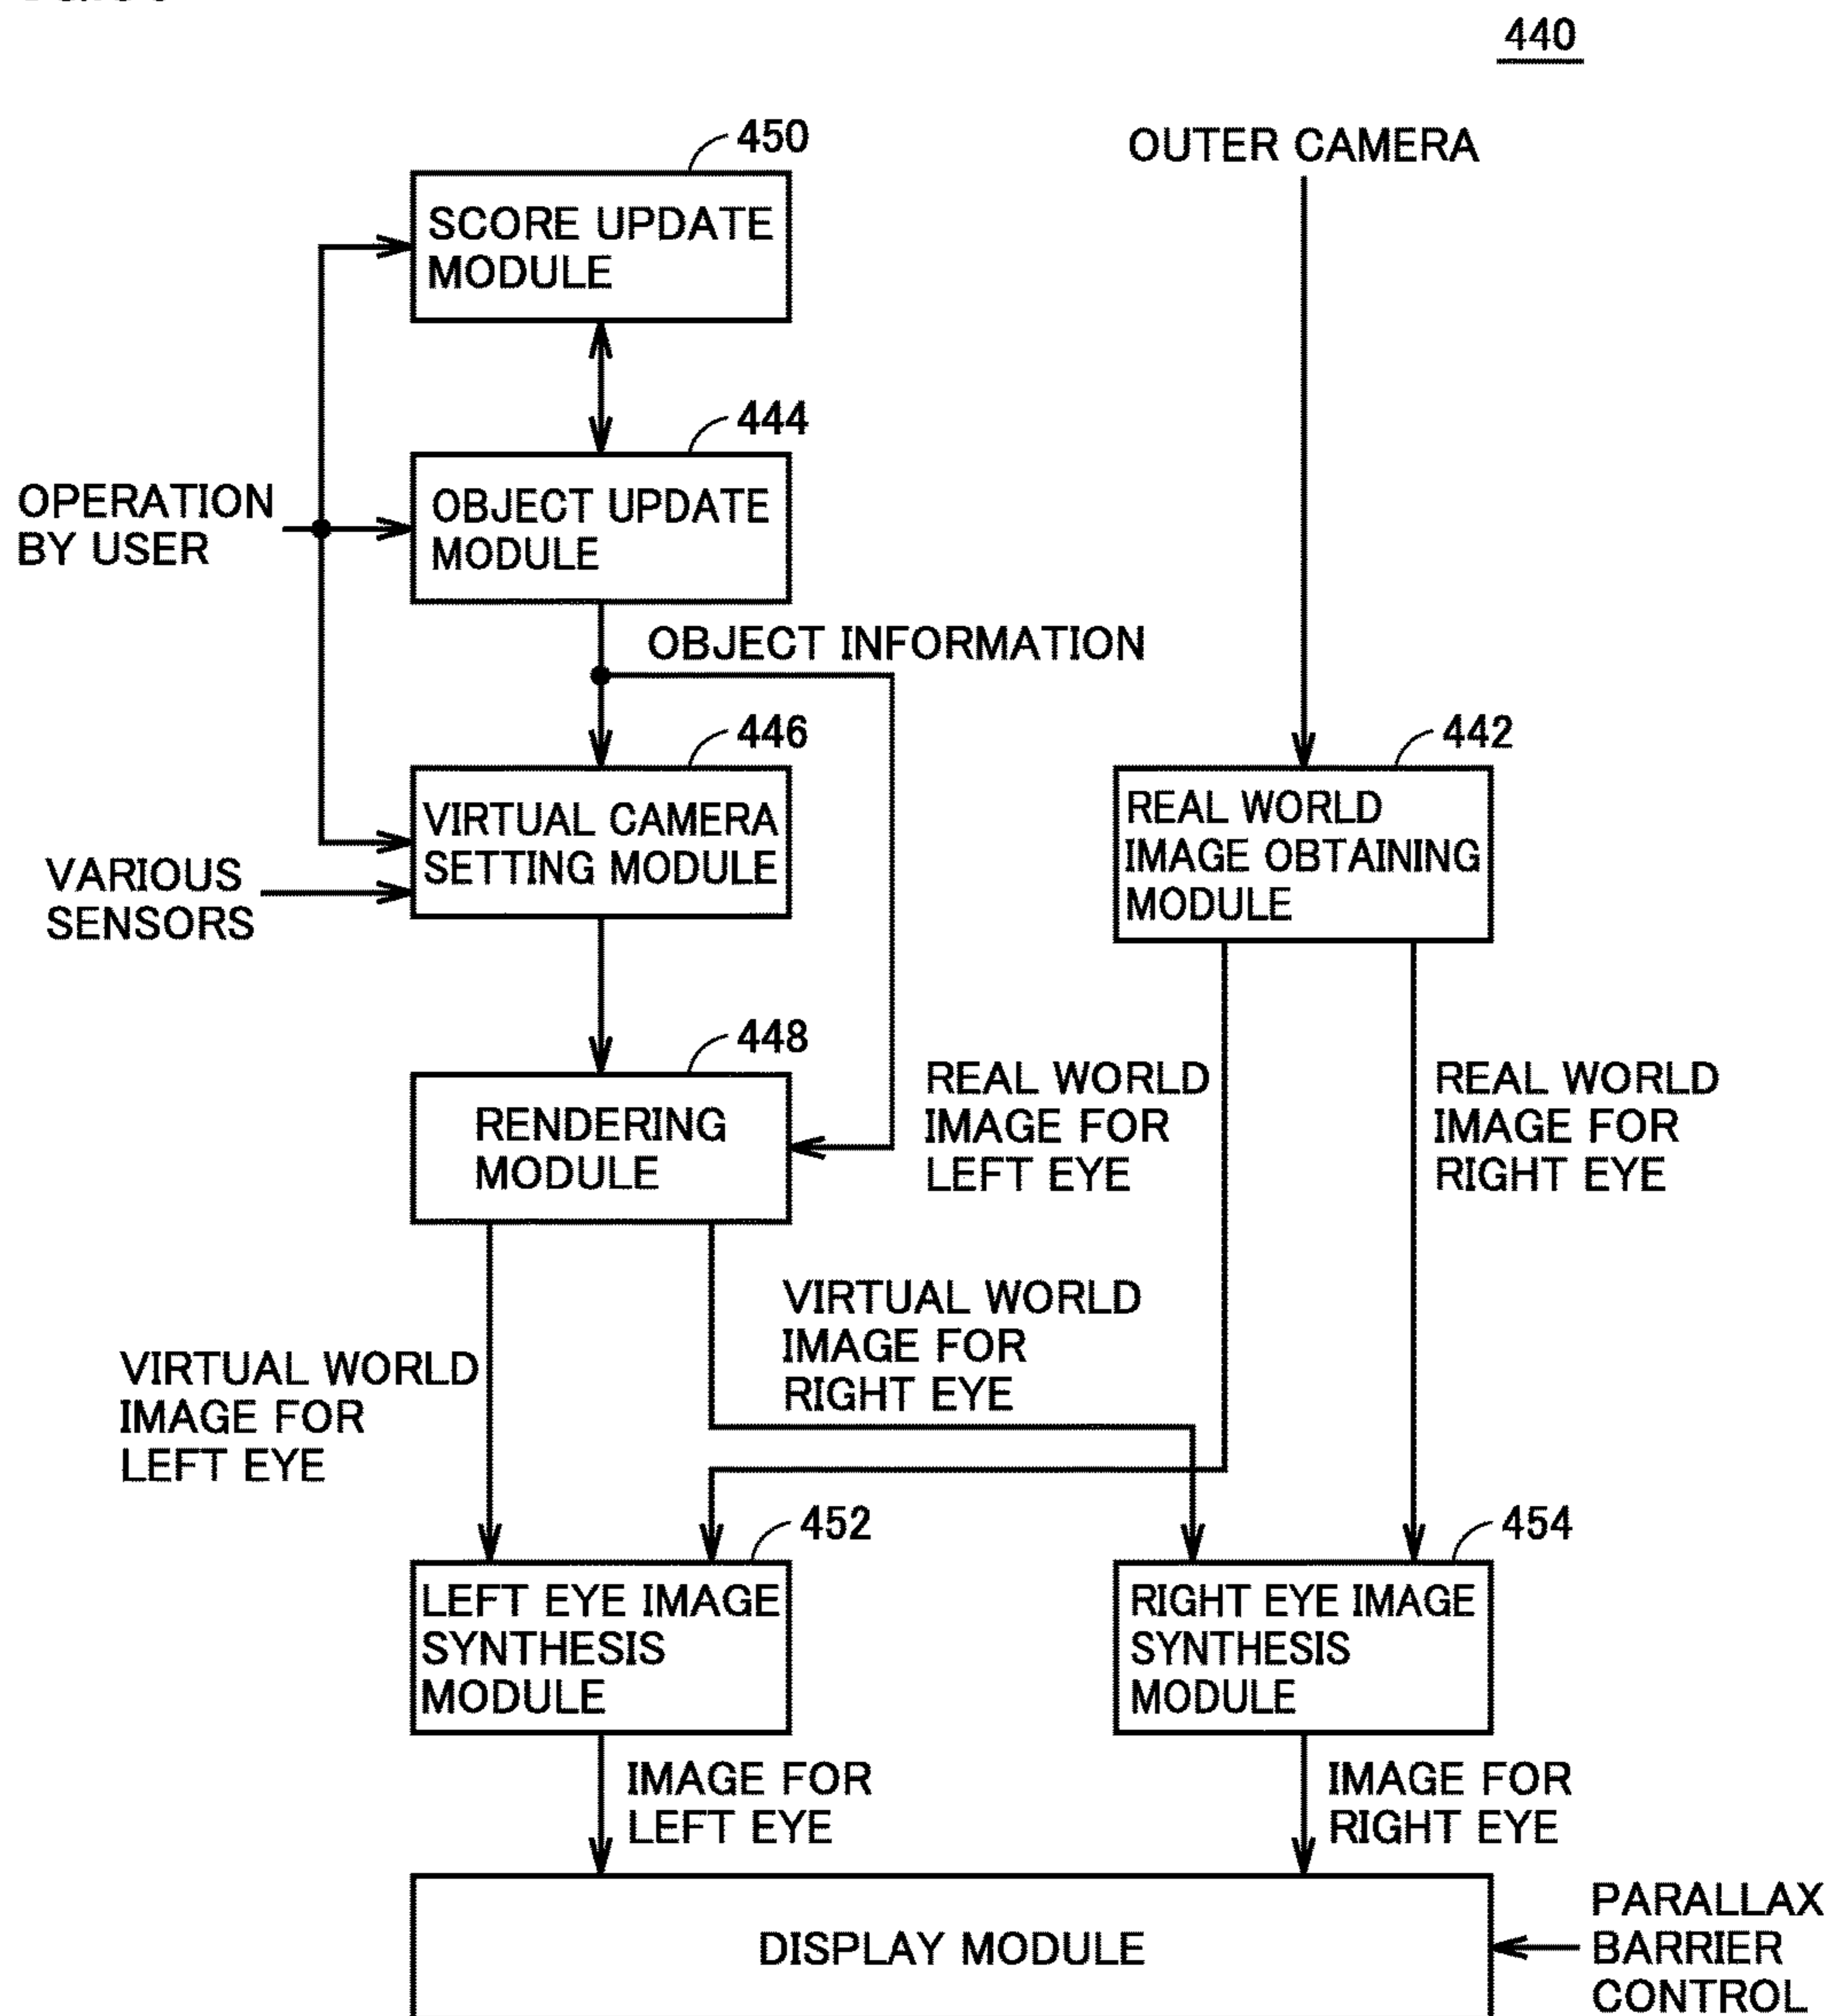 440
450
OUTER CAMERA
SCORE UPDATE
MODULE
444
OPERATION
BY USER
OBJECT UPDATE
MODULE
OBJECT INFORMATION
446
442
VIRTUAL CAMERA
SETTING MODULE
REAL WORLD
IMAGE OBTAINING
MODULE
VARIOUS
SENSORS
448
RENDERING
MODULE
REAL WORLD
IMAGE FOR
LEFT EYE
REAL WORLD
IMAGE FOR
RIGHT EYE
VIRTUAL WORLD
IMAGE FOR
RIGHT EYE
VIRTUAL WORLD
IMAGE FOR
LEFT EYE
452
454
LEFT EYE IMAGE
SYNTHESIS
MODULE
RIGHT EYE IMAGE
SYNTHESIS
MODULE
IMAGE FOR
LEFT EYE
IMAGE FOR
RIGHT EYE
DISPLAY MODULE
PARALLAX
BARRIER
CONTROL